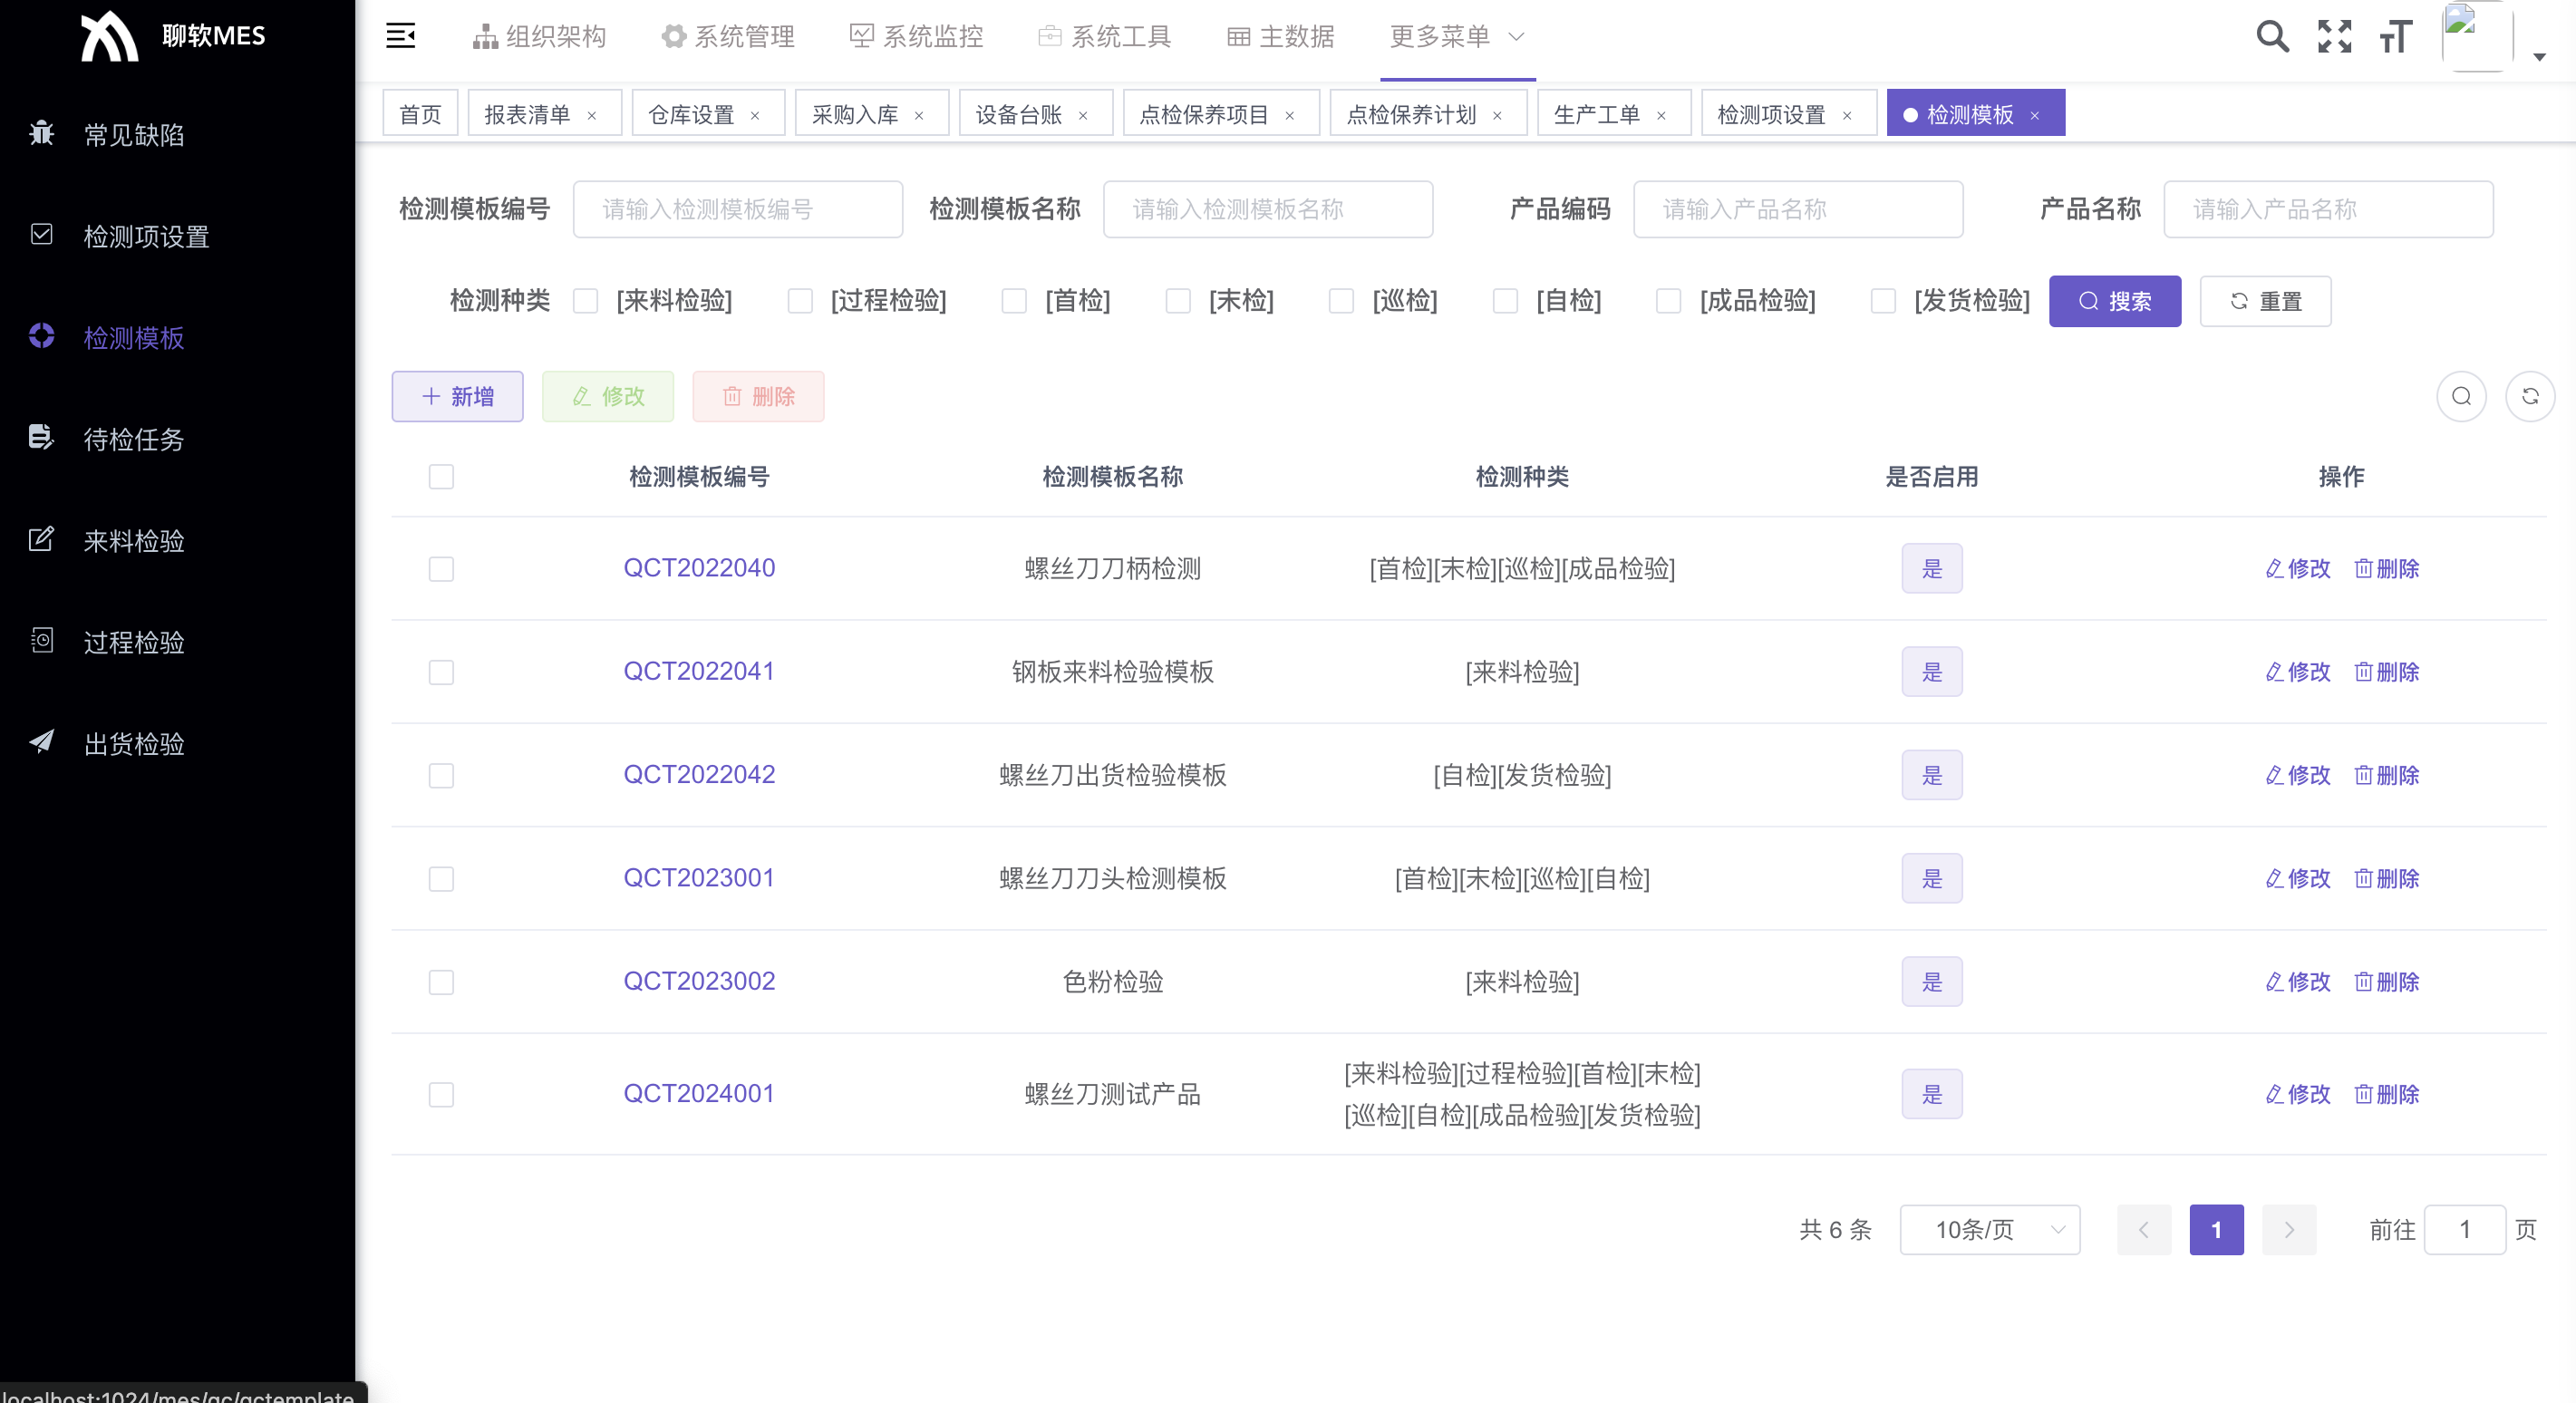 聊软MES
组织架构 系统管理 系统监控 系统工具 主数据 更多菜单
首页 报表清单 × 仓库设置 × 采购入库 × 设备台账 × 点检保养项目 × 点检保养计划 × 生产工单 × 检测项设置 × 检测模板 ×
常见缺陷
检测项设置
检测模板
待检任务
来料检验
过程检验
出货检验
检测模板编号 请输入检测模板编号 检测模板名称 请输入检测模板名称 产品编码 请输入产品名称 产品名称 请输入产品名称
检测种类 [来料检验] [过程检验] [首检] [末检] [巡检] [自检] [成品检验] [发货检验] 搜索 重置
新增 修改 删除
检测模板编号 检测模板名称 检测种类 是否启用 操作
QCT2022040 螺丝刀刀柄检测 [首检][末检][巡检][成品检验] 是 修改 删除
QCT2022041 钢板来料检验模板 [来料检验] 是 修改 删除
QCT2022042 螺丝刀出货检验模板 [自检][发货检验] 是 修改 删除
QCT2023001 螺丝刀刀头检测模板 [首检][末检][巡检][自检] 是 修改 删除
QCT2023002 色粉检验 [来料检验] 是 修改 删除
QCT2024001 螺丝刀测试产品 [来料检验][过程检验][首检][末检] 是 修改 删除
[巡检][自检][成品检验][发货检验]
共 6 条 10条/页 1 前往 1 页
localhost:1024/mes/qc/qctemplate